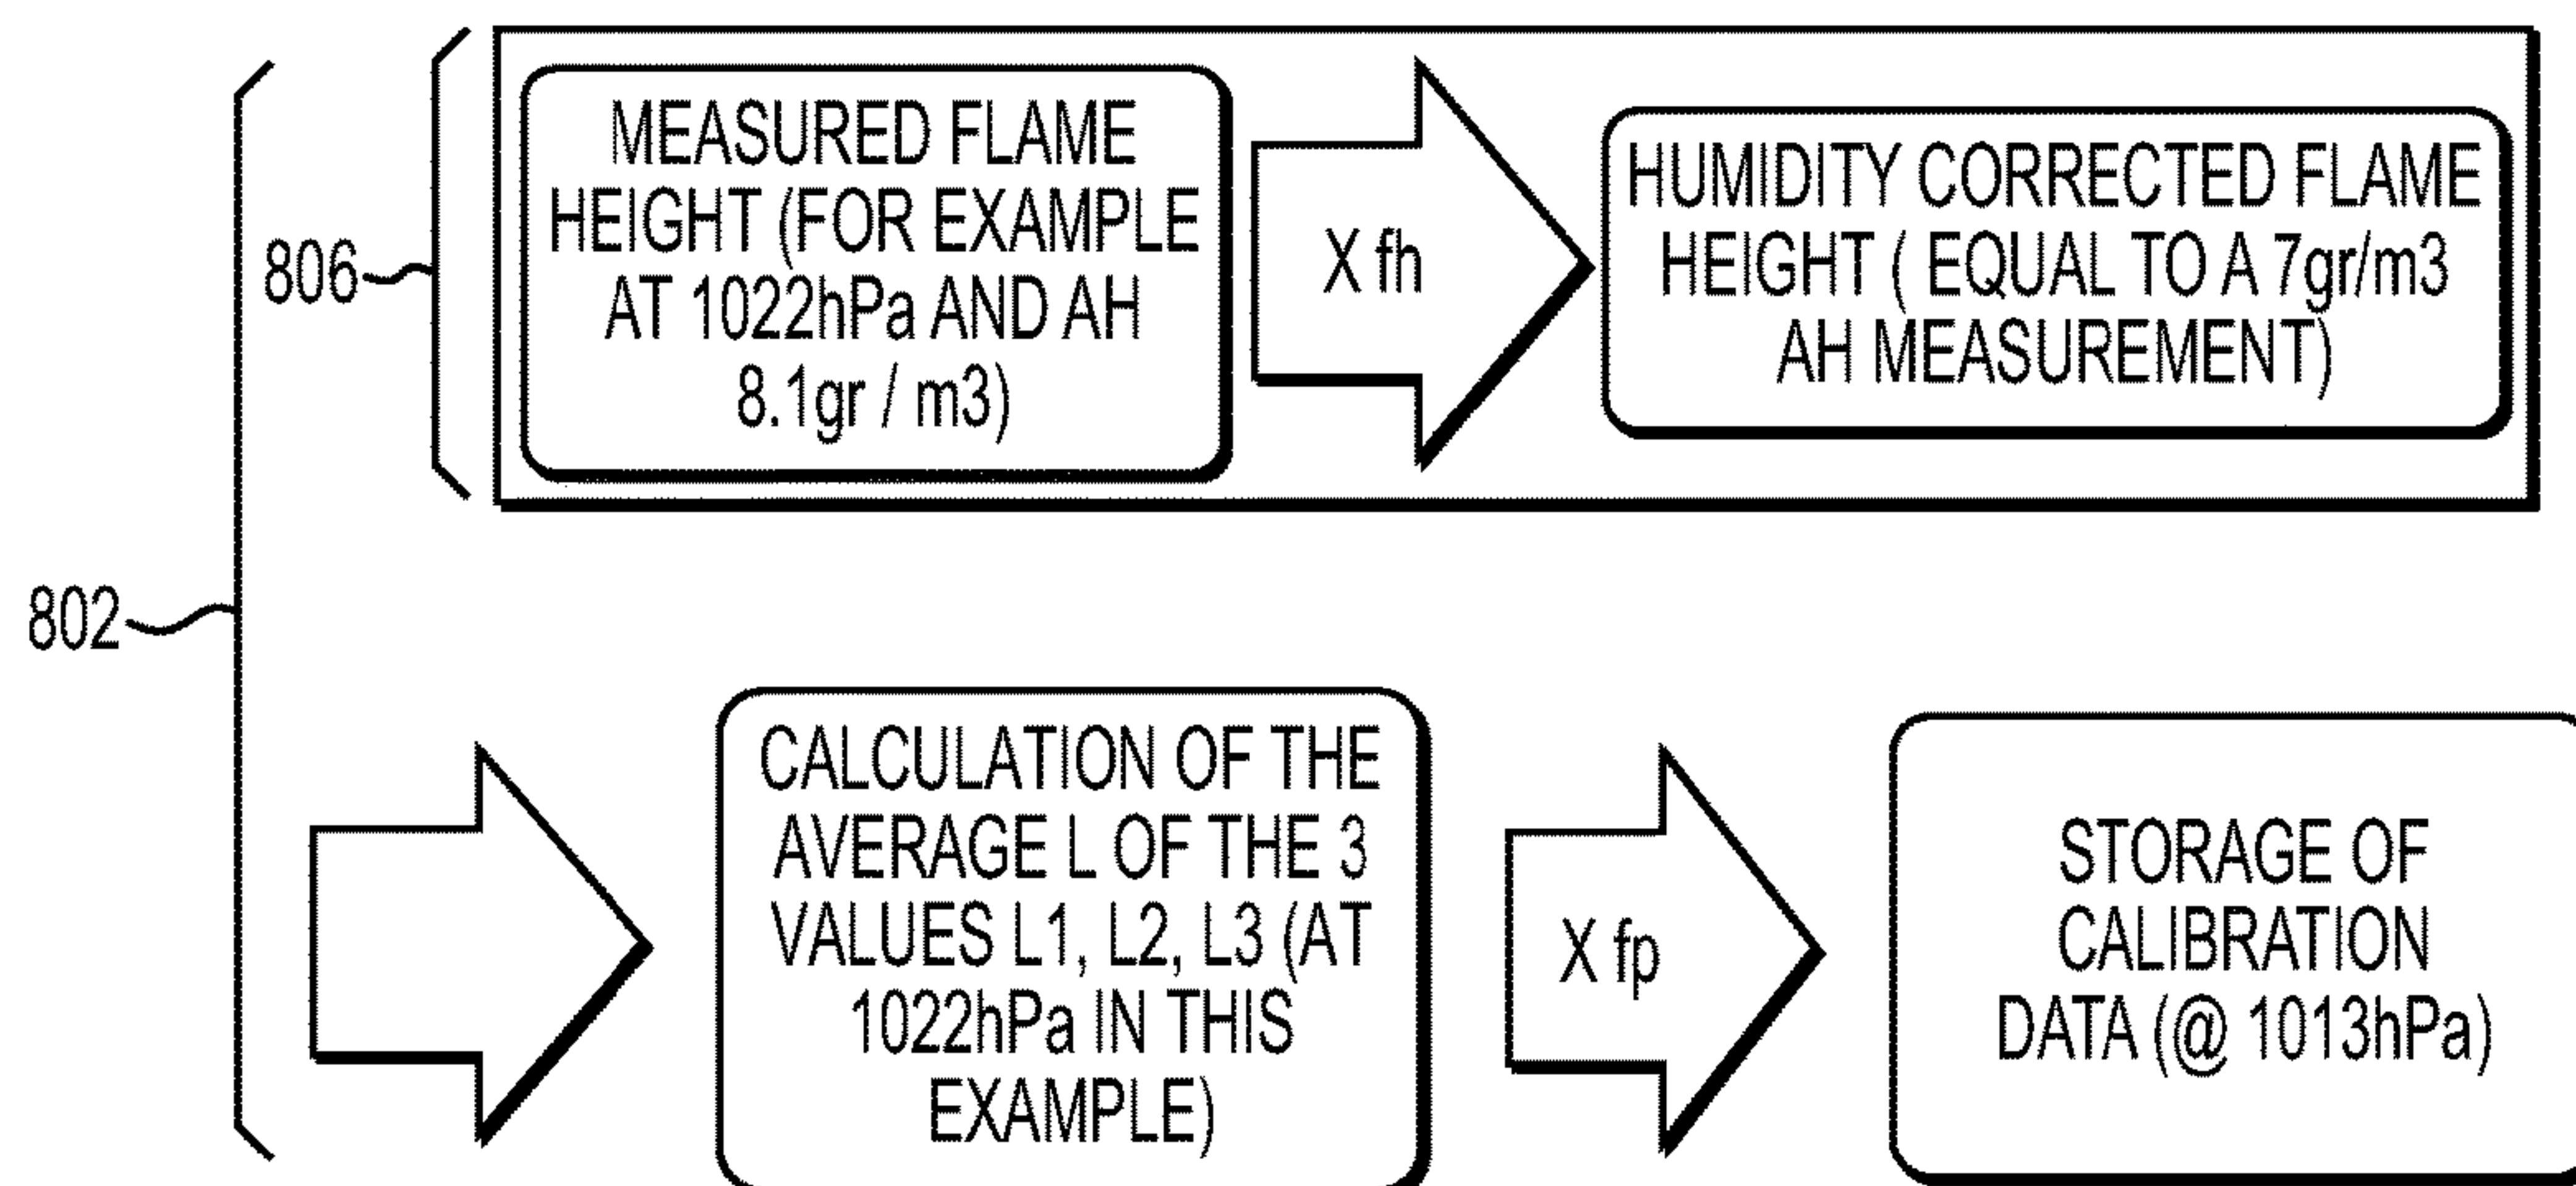 MEASURED FLAME
HEIGHT (FOR EXAMPLE
AT 1022hPa AND AH
8.1gr / m3)
X fh
HUMIDITY CORRECTED FLAME
HEIGHT ( EQUAL TO A 7gr/m3
AH MEASUREMENT)
806
802
CALCULATION OF THE
AVERAGE L OF THE 3
VALUES L1, L2, L3 (AT
1022hPa IN THIS
EXAMPLE)
X fp
STORAGE OF
CALIBRATION
DATA (@ 1013hPa)